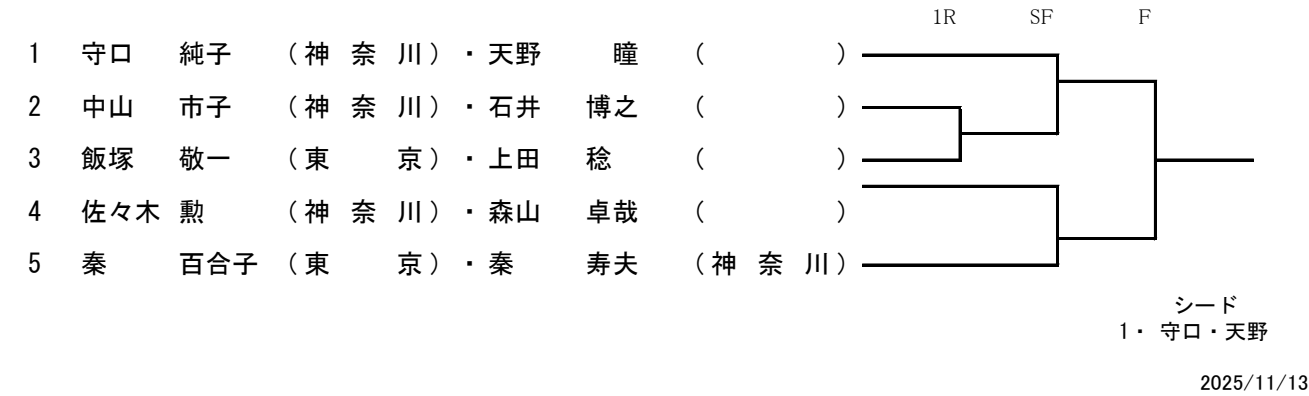 1R SF F
1 守口 純子 (神 奈 川)・天野 瞳 ( )
2 中山 市子 (神 奈 川)・石井 博之 ( )
3 飯塚 敬一 (東 京)・上田 稔 ( )
4 佐々木 勲 (神 奈 川)・森山 卓哉 ( )
5 秦 百合子 (東 京)・秦 寿夫 (神 奈 川)
シード
1・ 守口・天野
2025/11/13